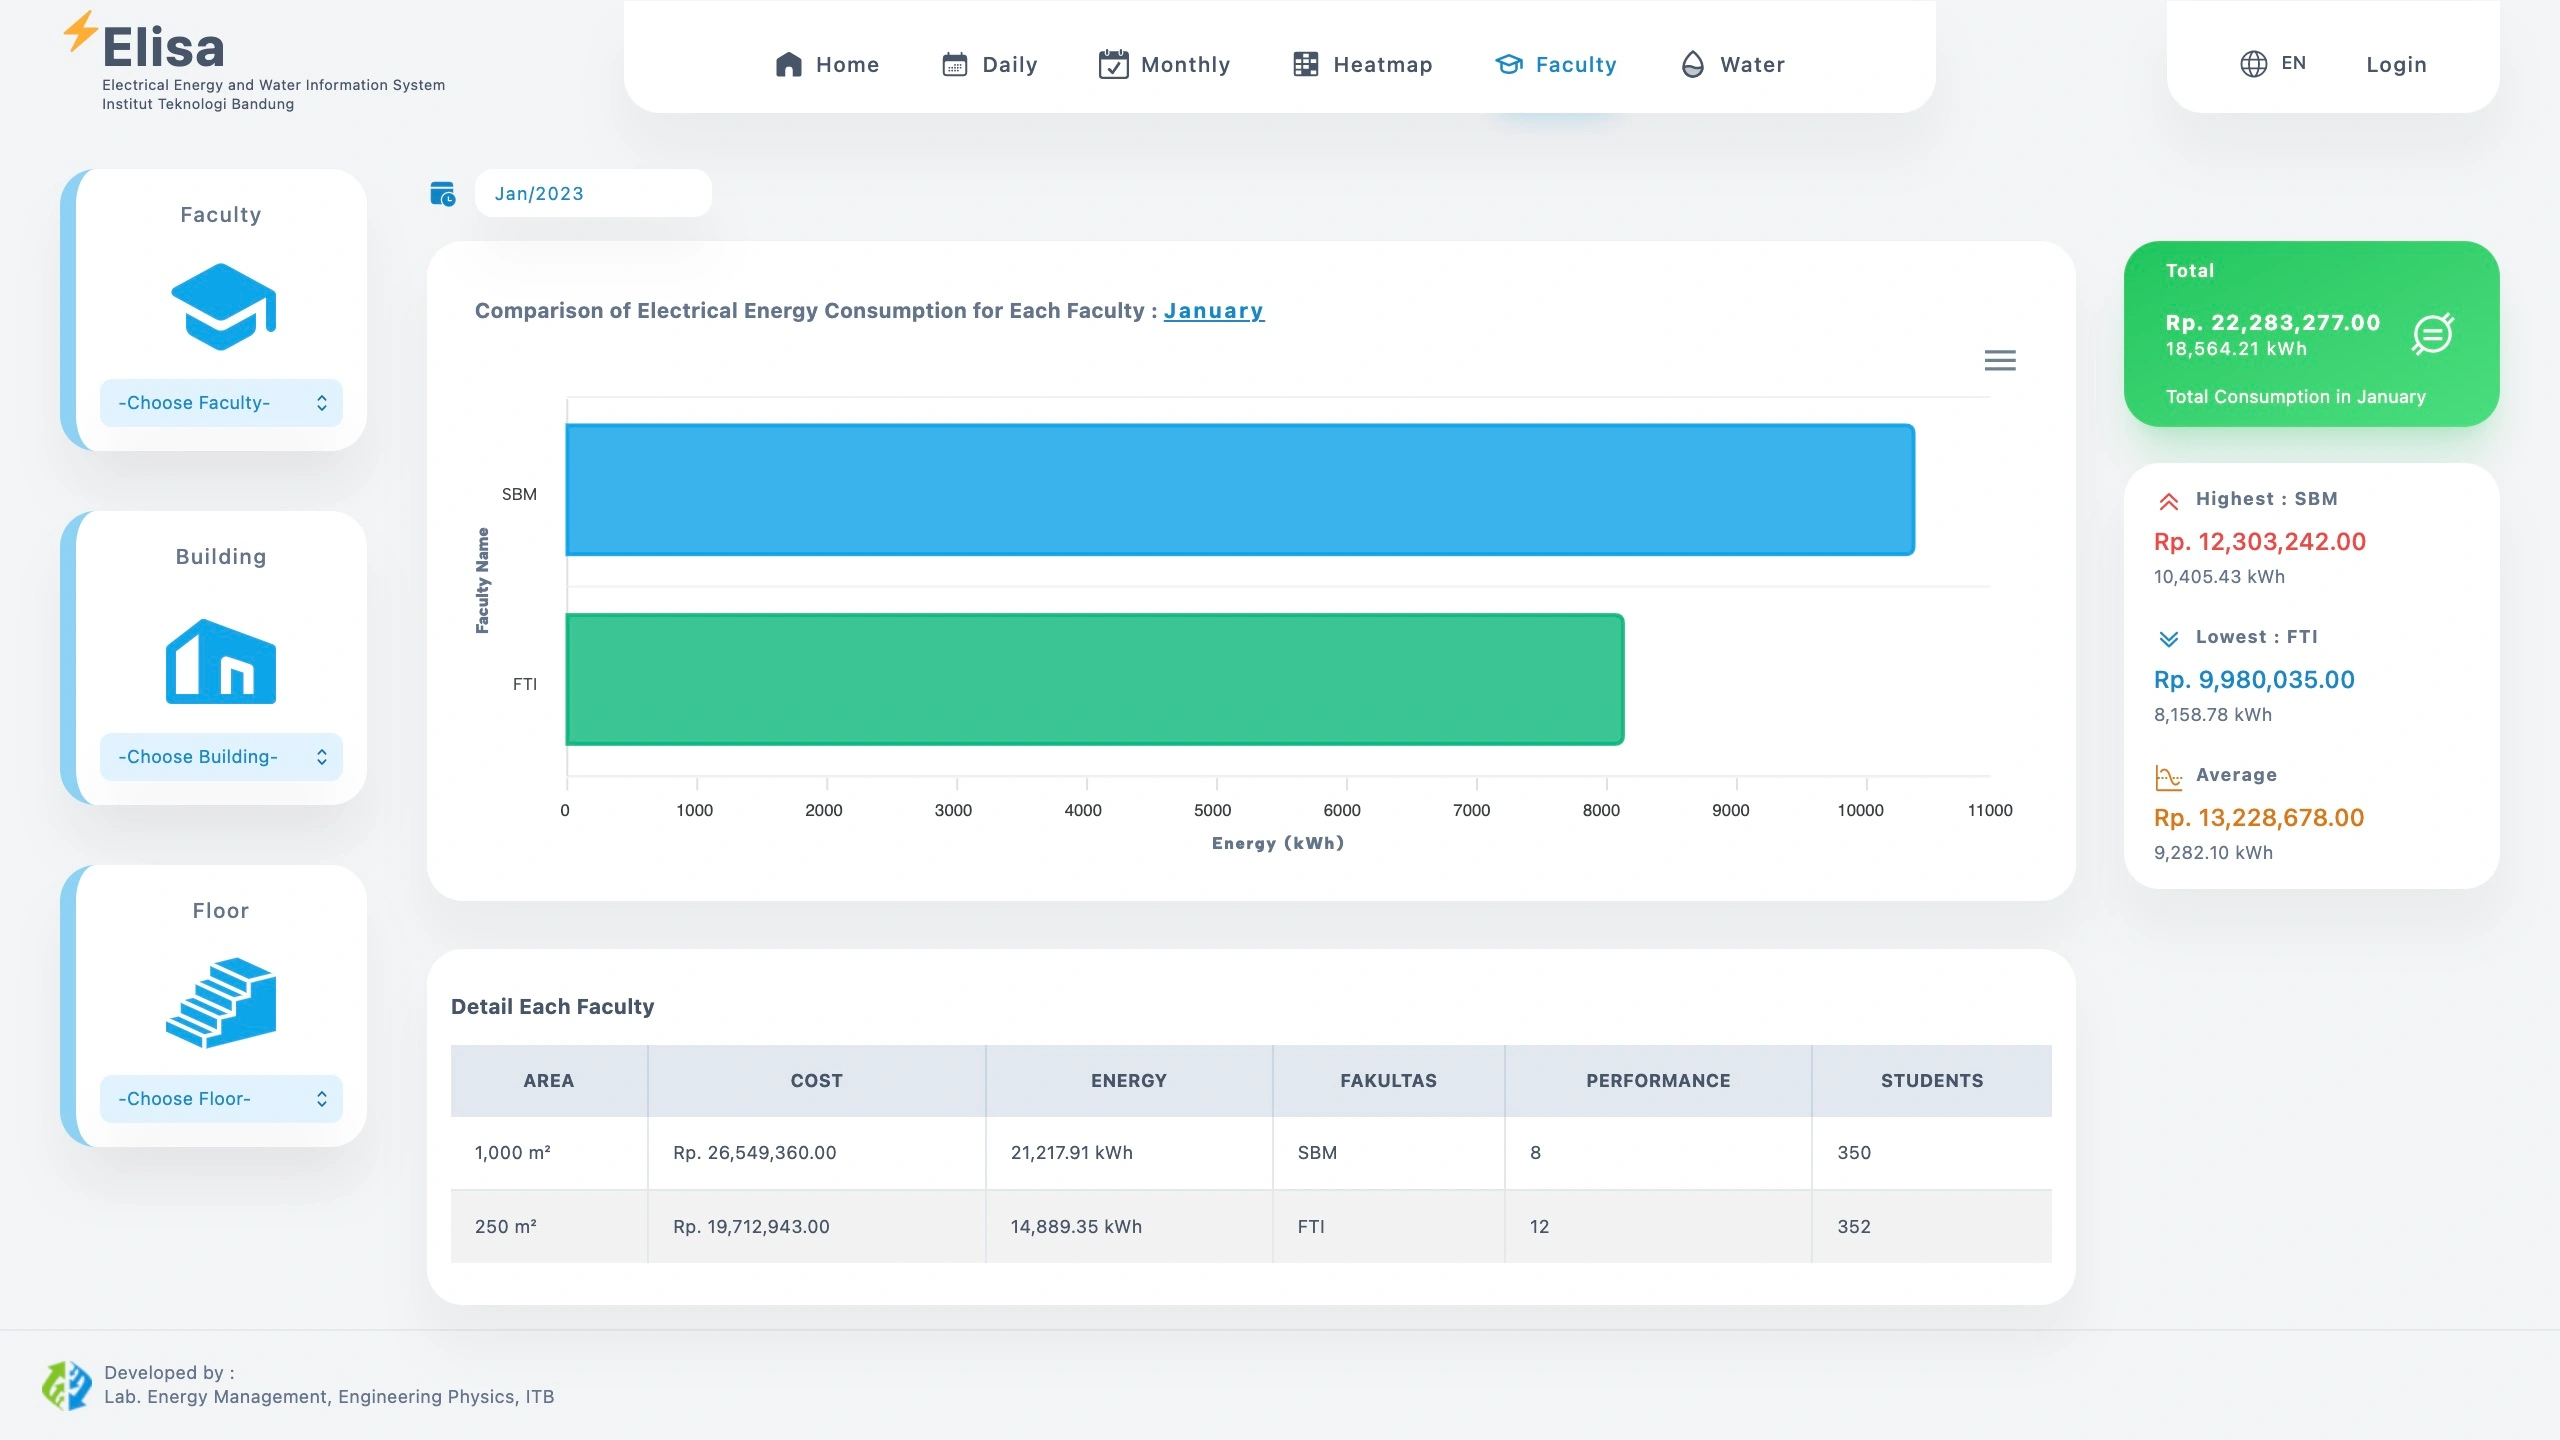 Elisa
Electrical Energy and Water Information System
Institut Teknologi Bandung
Home
Daily
Monthly
Heatmap
Faculty
Water
EN
Login
Faculty
-Choose Faculty-
Building
-Choose Building-
Floor
-Choose Floor-
Jan/2023
Comparison of Electrical Energy Consumption for Each Faculty : January
Faculty Name
SBM
FTI
0 1000 2000 3000 4000 5000 6000 7000 8000 9000 10000 11000
Energy (kWh)
Total
Rp. 22,283,277.00
18,564.21 kWh
Total Consumption in January
Highest : SBM
Rp. 12,303,242.00
10,405.43 kWh
Lowest : FTI
Rp. 9,980,035.00
8,158.78 kWh
Average
Rp. 13,228,678.00
9,282.10 kWh
Detail Each Faculty
AREA COST ENERGY FAKULTAS PERFORMANCE STUDENTS
1,000 m² Rp. 26,549,360.00 21,217.91 kWh SBM 8 350
250 m² Rp. 19,712,943.00 14,889.35 kWh FTI 12 352
Developed by :
Lab. Energy Management, Engineering Physics, ITB